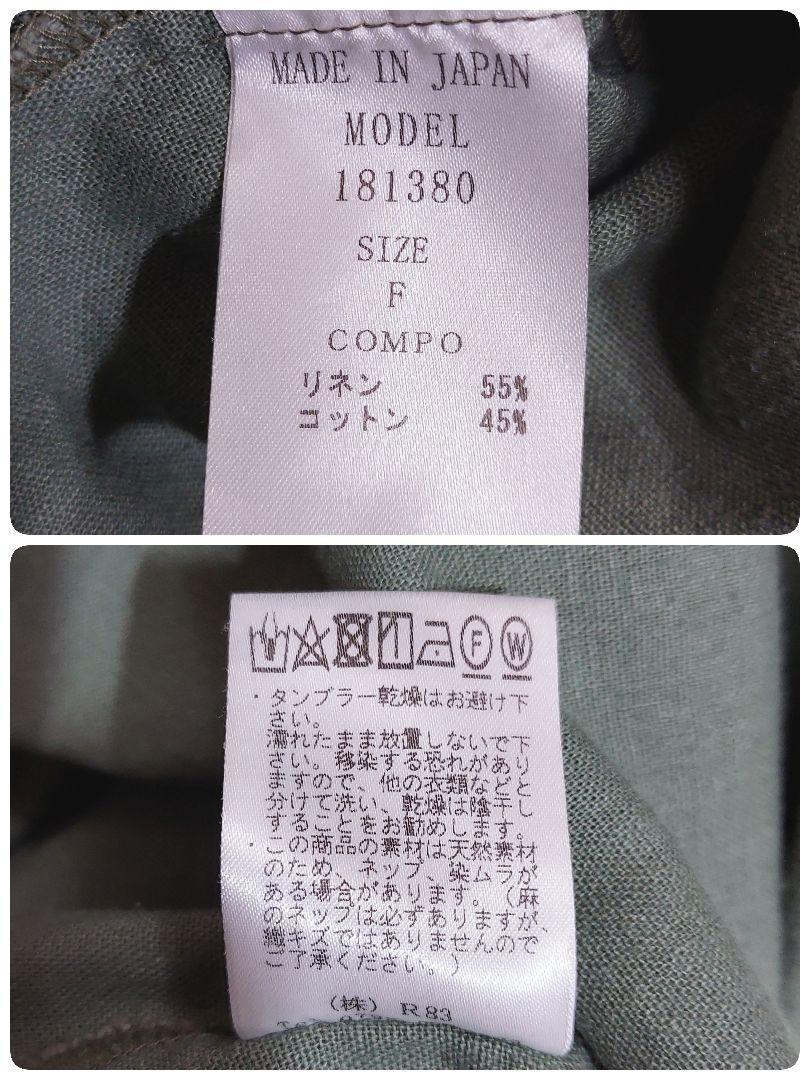 MADE IN JAPAN
MODEL
181380
SIZE
F
COMPO
リネン 55%
コットン 45%
F W
・タンブラー乾燥はお避け下
さい。
濡れたまま放置しないで下
さい。移染する恐れがあり
ますので、他の衣類などと
分けて洗い、乾燥は陰干し
することをお勧めします。
・この商品の素材は天然素材
のため、ネップ、染ムラが
ある場合があります。（麻
のネップは必ずありますが、
織キズではありませんので
ご了承ください。）
(株) R83